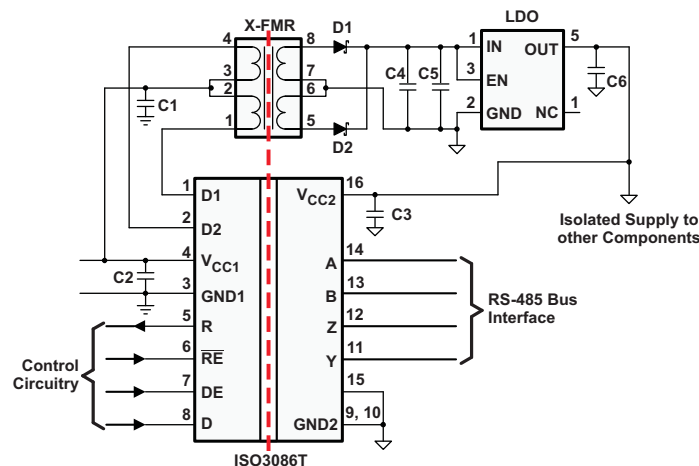 X-FMR
D1
LDO
4
8
1
IN
OUT
5
3
7
3
EN
C4
C5
C6
C1
2
6
2
GND
NC
1
1
5
D2
1
D1
16
V_CC2
2
D2
C3
Isolated Supply to
other Components
4
V_CC1
14
A
C2
3
GND1
13
B
RS-485 Bus
Interface
5
R
12
Z
Control
Circuitry
6
RE
11
Y
7
DE
15
8
D
9, 10
GND2
ISO3086T